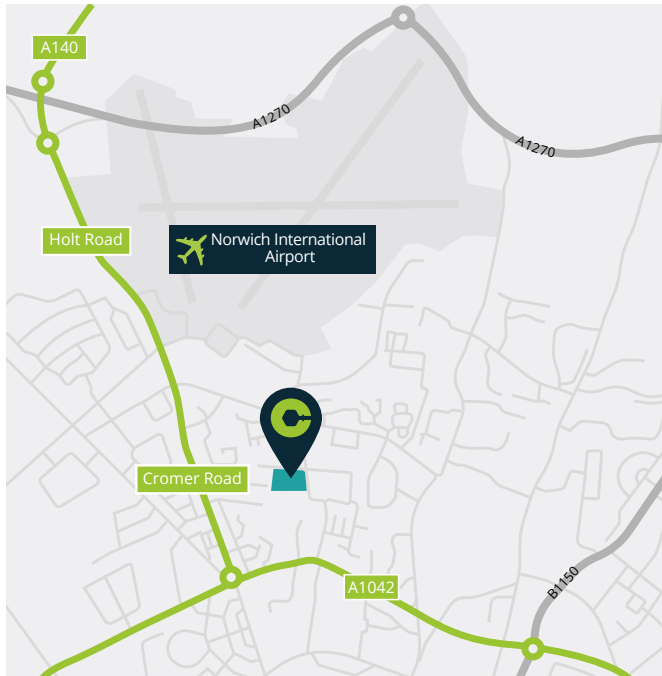 A140
A1270
A1270
Holt Road
Norwich International
Airport
Cromer Road
A1042
B1150